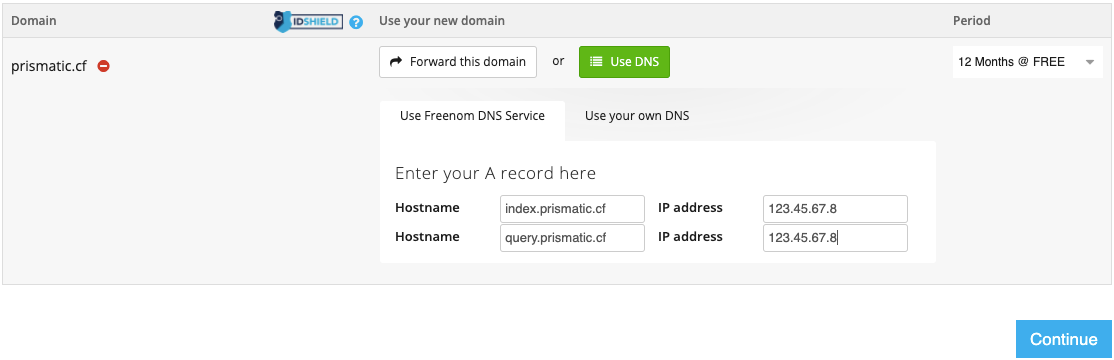 Domain IDSHIELD ? Use your new domain Period
prismatic.cf Forward this domain or Use DNS 12 Months @ FREE
Use Freenom DNS Service Use your own DNS
Enter your A record here
Hostname index.prismatic.cf IP address 123.45.67.8
Hostname query.prismatic.cf IP address 123.45.67.8
Continue